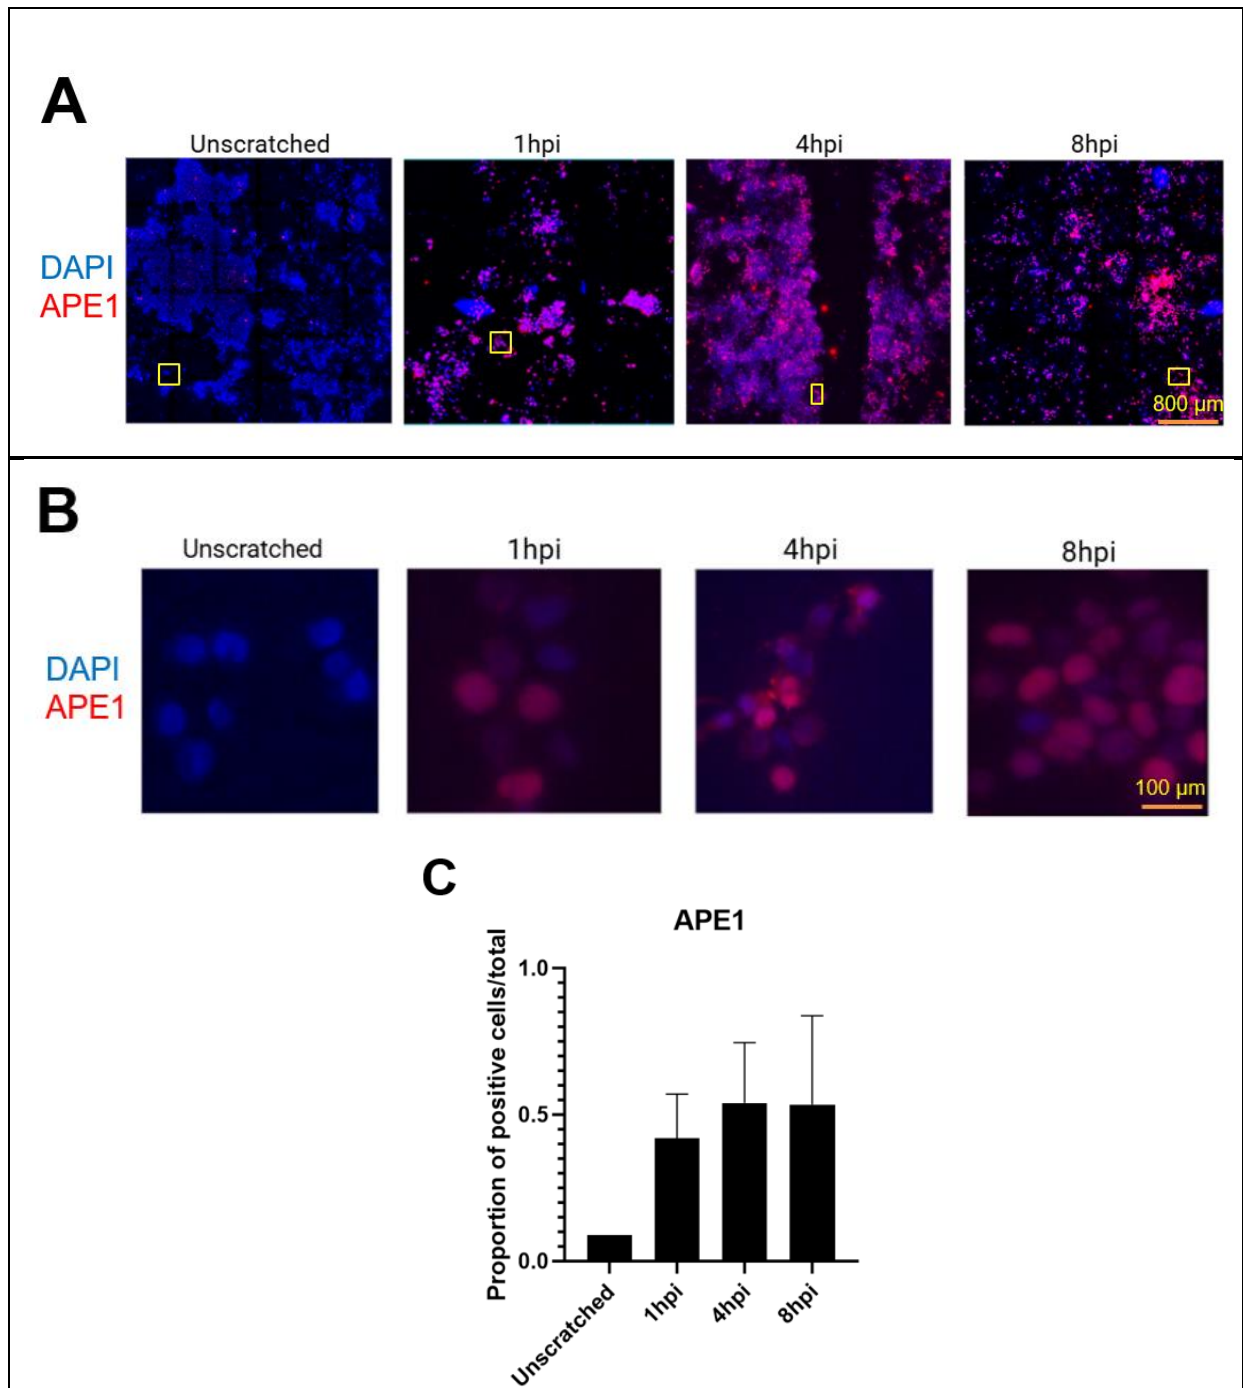 A
Unscratched 1hpi 4hpi 8hpi
DAPI
APE1
800 µm
B
Unscratched 1hpi 4hpi 8hpi
DAPI
APE1
100 µm
C
APE1
Proportion of positive cells/total
1.0
0.5
0.0
Unscratched 1hpi 4hpi 8hpi